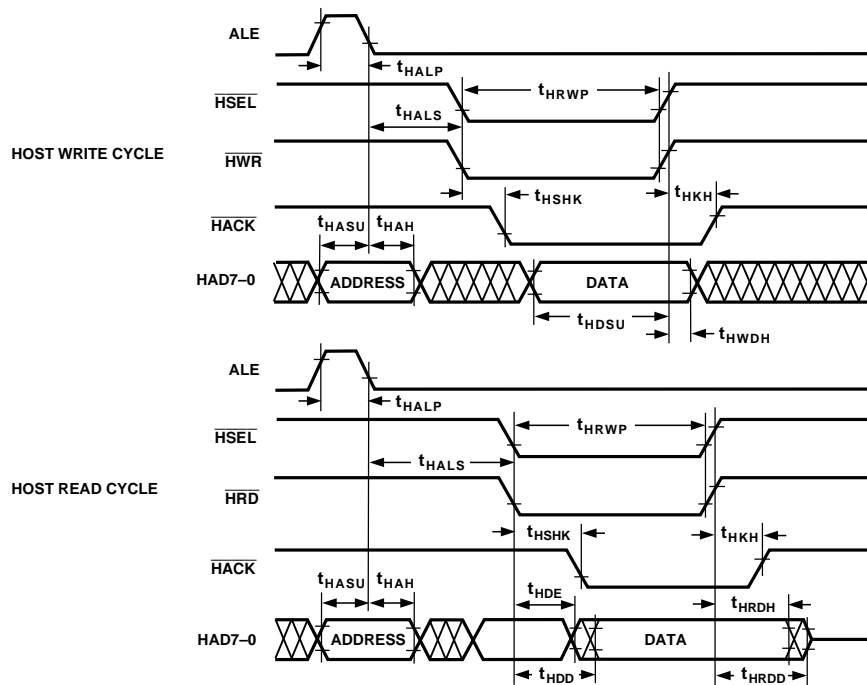 ALE
tHALP
HSEL
tHRWP
tHALS
HOST WRITE CYCLE
HWR
tHSHK
tHKH
HACK
tHASU
tHAH
HAD7–0
ADDRESS
DATA
tHDSU
tHWDH
ALE
tHALP
HSEL
tHRWP
tHALS
HOST READ CYCLE
HRD
tHSHK
tHKH
HACK
tHASU
tHAH
tHDE
tHRDH
HAD7–0
ADDRESS
DATA
tHDD
tHRDD